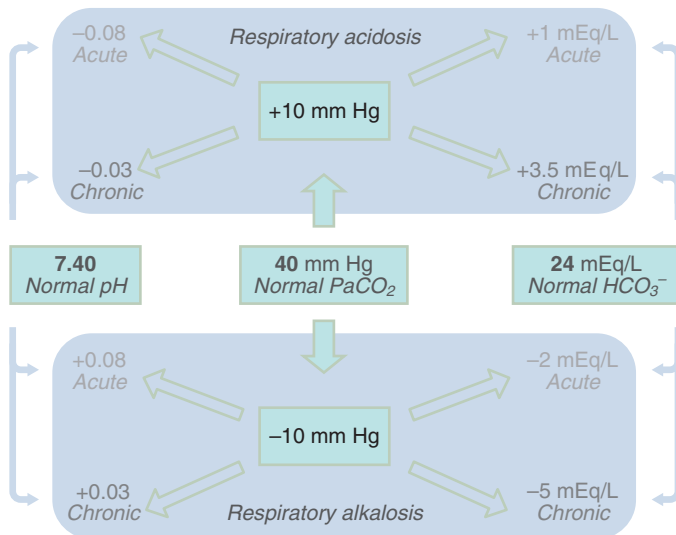 –0.08
Acute
Respiratory acidosis
+1 mEq/L
Acute
+10 mm Hg
–0.03
Chronic
+3.5 mEq/L
Chronic
7.40
Normal pH
40 mm Hg
Normal PaCO₂
24 mEq/L
Normal HCO₃⁻
+0.08
Acute
–2 mEq/L
Acute
–10 mm Hg
+0.03
Chronic
Respiratory alkalosis
–5 mEq/L
Chronic